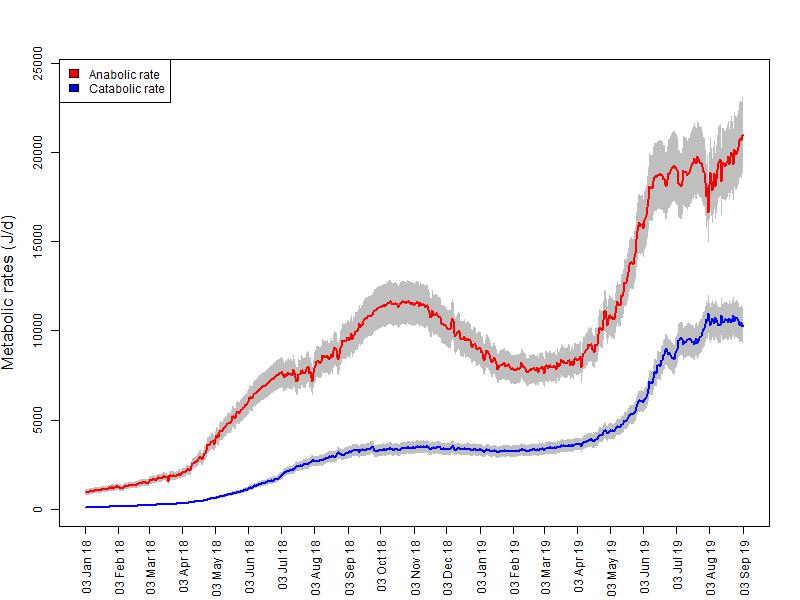 Anabolic rate
Catabolic rate
Metabolic rates (J/d)
25000
20000
15000
10000
5000
0
03 Jan 18
03 Feb 18
03 Mar 18
03 Apr 18
03 May 18
03 Jun 18
03 Jul 18
03 Aug 18
03 Sep 18
03 Oct 18
03 Nov 18
03 Dec 18
03 Jan 19
03 Feb 19
03 Mar 19
03 Apr 19
03 May 19
03 Jun 19
03 Jul 19
03 Aug 19
03 Sep 19